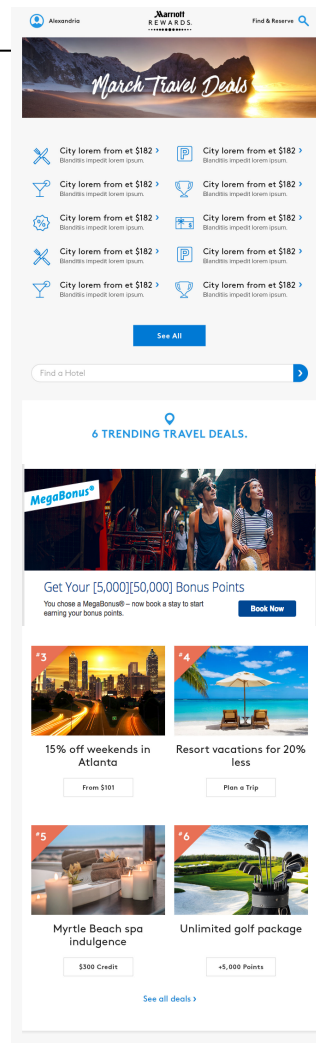 Alexandria
Marriott
REWARDS.
Find & Reserve
March Travel Deals
City lorem from et $182 >
Blanditiis impedit lorem ipsum.
City lorem from et $182 >
Blanditiis impedit lorem ipsum.
City lorem from et $182 >
Blanditiis impedit lorem ipsum.
City lorem from et $182 >
Blanditiis impedit lorem ipsum.
City lorem from et $182 >
Blanditiis impedit lorem ipsum.
City lorem from et $182 >
Blanditiis impedit lorem ipsum.
City lorem from et $182 >
Blanditiis impedit lorem ipsum.
City lorem from et $182 >
Blanditiis impedit lorem ipsum.
City lorem from et $182 >
Blanditiis impedit lorem ipsum.
City lorem from et $182 >
Blanditiis impedit lorem ipsum.
See All
Find a Hotel
6 TRENDING TRAVEL DEALS.
MegaBonus®
Get Your [5,000][50,000] Bonus Points
You chose a MegaBonus® – now book a stay to start
earning your bonus points.
Book Now
#3
#4
15% off weekends in
Atlanta
Resort vacations for 20%
less
From $101
Plan a Trip
#5
#6
Myrtle Beach spa
indulgence
Unlimited golf package
$300 Credit
+5,000 Points
See all deals >